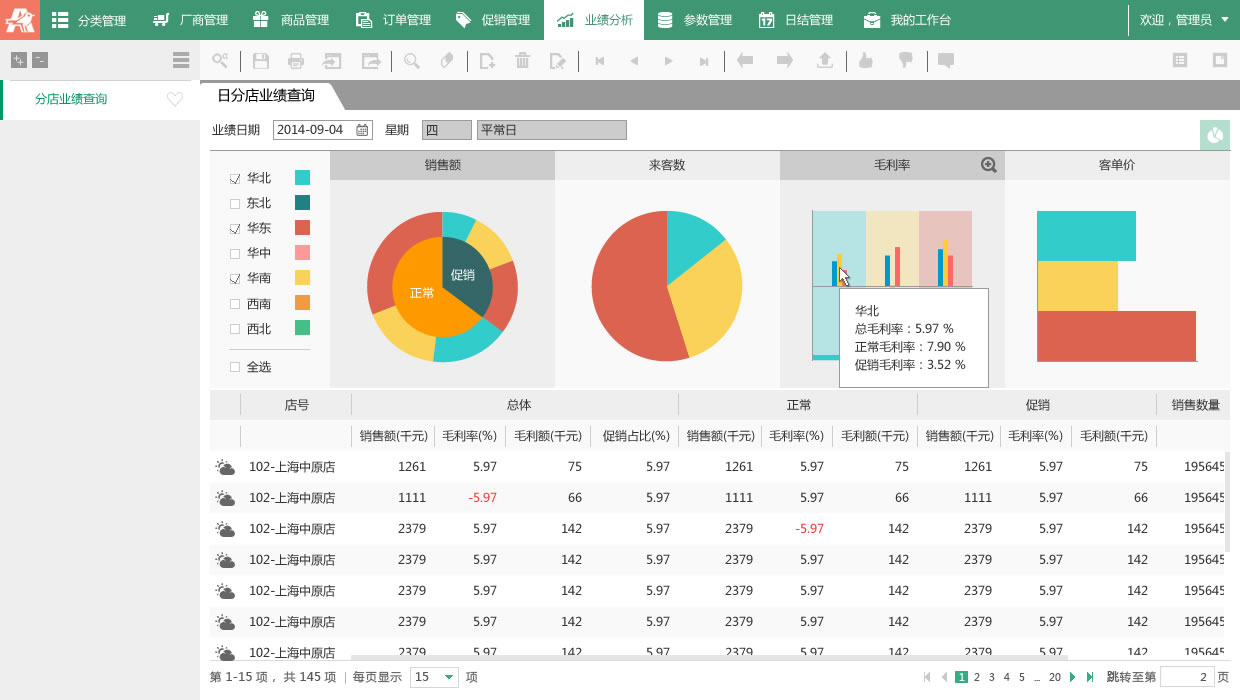 分类管理 厂商管理 商品管理 订单管理 促销管理 业绩分析 参数管理 日结管理 我的工作台 欢迎，管理员
分店业绩查询
日分店业绩查询
业绩日期 2014-09-04 星期 四 平常日
销售额 来客数 毛利率 客单价
华北
东北
华东
华中
华南
西南
西北
全选
促销
正常
华北
总毛利率：5.97 %
正常毛利率：7.90 %
促销毛利率：3.52 %
店号 总体 正常 促销 销售数量
销售额(千元) 毛利率(%) 毛利额(千元) 促销占比(%) 销售额(千元) 毛利率(%) 毛利额(千元) 销售额(千元) 毛利率(%) 毛利额(千元)
102-上海中原店 1261 5.97 75 5.97 1261 5.97 75 1261 5.97 75 195645
102-上海中原店 1111 -5.97 66 5.97 1111 5.97 66 1111 5.97 66 195645
102-上海中原店 2379 5.97 142 5.97 2379 -5.97 142 2379 5.97 142 195645
102-上海中原店 2379 5.97 142 5.97 2379 5.97 142 2379 5.97 142 195645
102-上海中原店 2379 5.97 142 5.97 2379 5.97 142 2379 5.97 142 195645
102-上海中原店 2379 5.97 142 5.97 2379 5.97 142 2379 5.97 142 195645
102-上海中原店 2379 5.97 142 5.97 2379 5.97 142 2379 5.97 142 195645
第 1-15 项，共 145 项 | 每页显示 15 项 1 2 3 4 5 ... 20 跳转至第 2 页